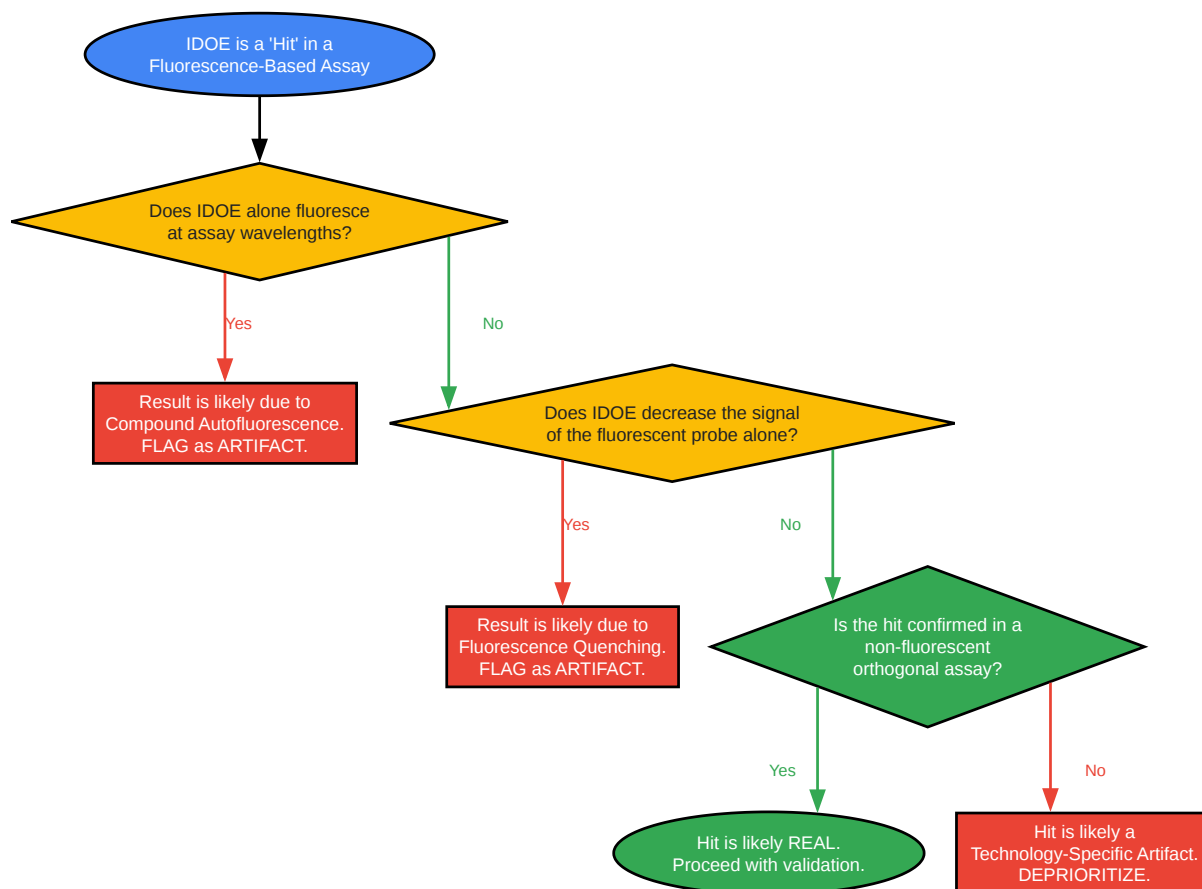 IDOE is a 'Hit' in a
Fluorescence-Based Assay
Does IDOE alone fluoresce
at assay wavelengths?
Yes
No
Result is likely due to
Compound Autofluorescence.
FLAG as ARTIFACT.
Does IDOE decrease the signal
of the fluorescent probe alone?
Yes
No
Result is likely due to
Fluorescence Quenching.
FLAG as ARTIFACT.
Is the hit confirmed in a
non-fluorescent
orthogonal assay?
Yes
No
Hit is likely REAL.
Proceed with validation.
Hit is likely a
Technology-Specific Artifact.
DEPRIORITIZE.